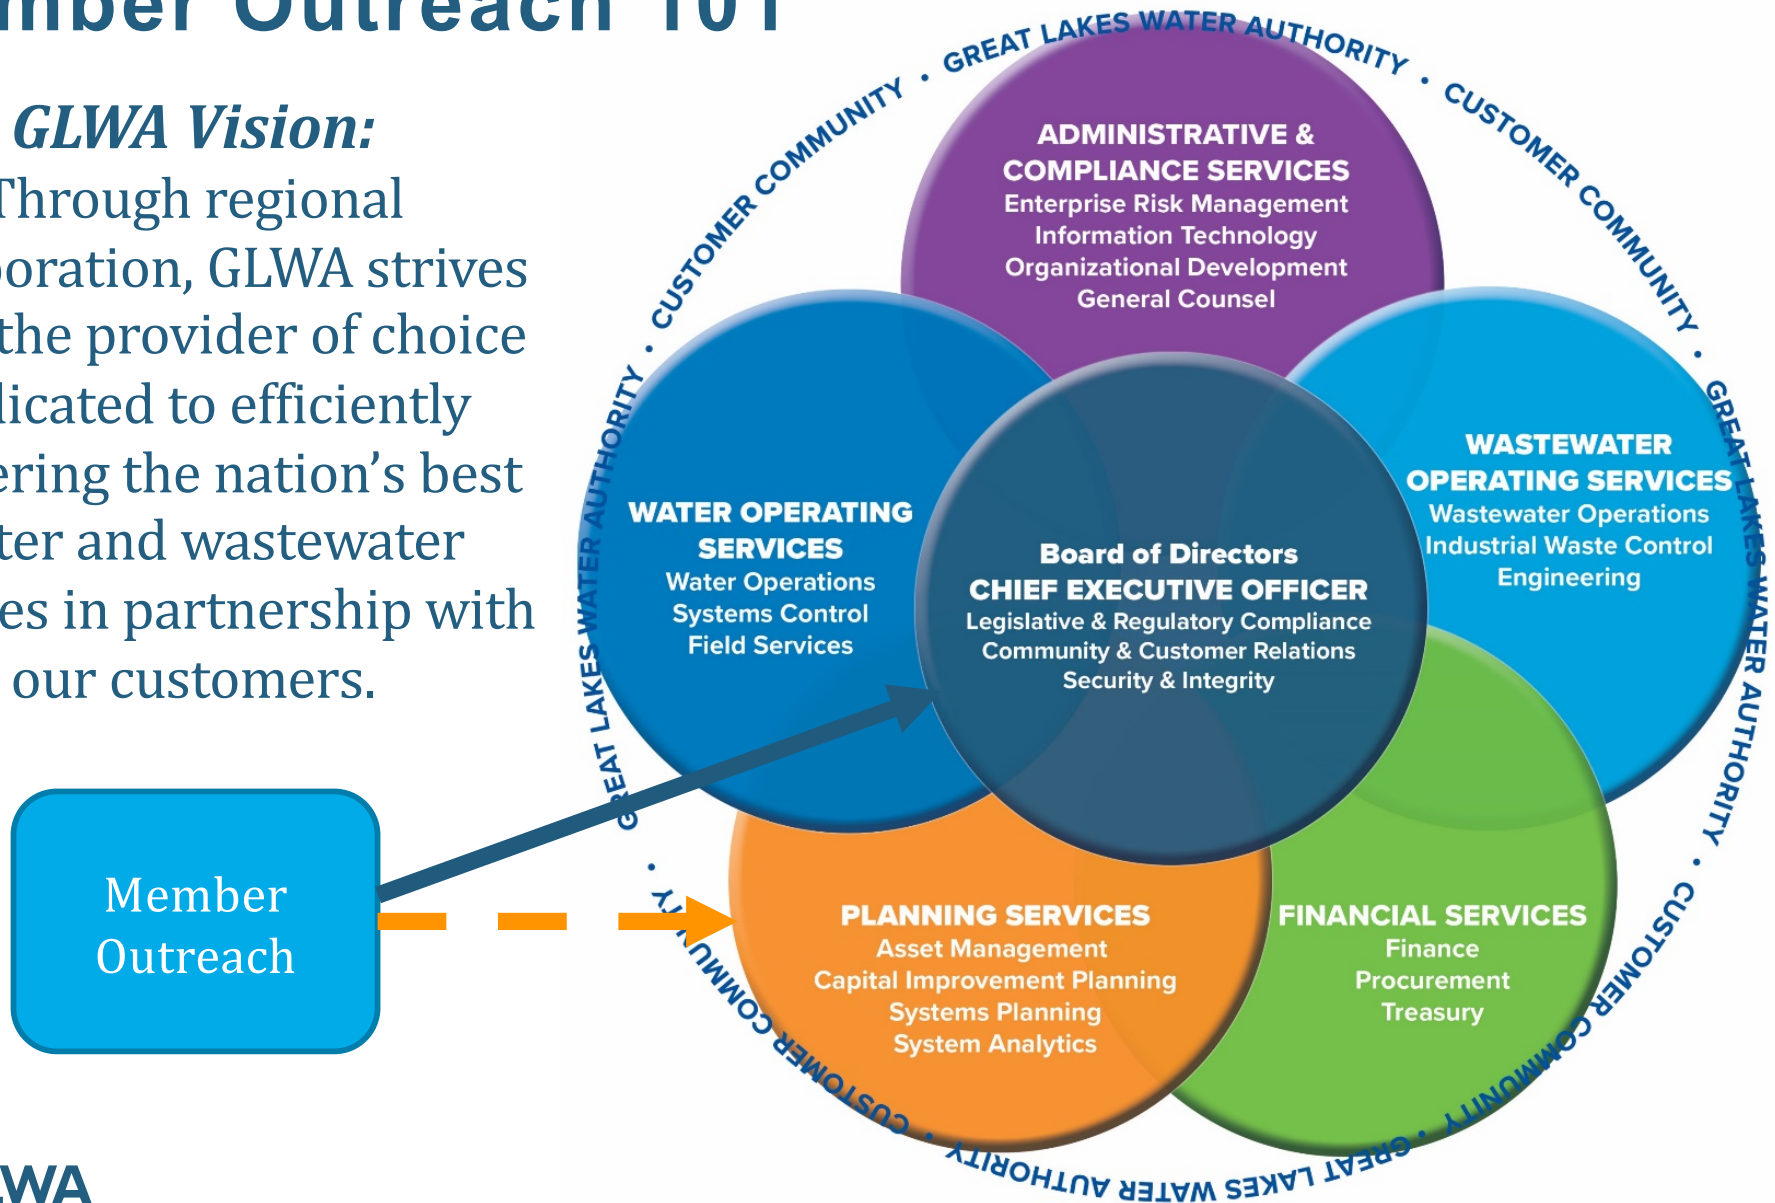 mber Outreach 101
GLWA Vision:
Through regional
oration, GLWA strives
the provider of choice
licated to efficiently
ering the nation's best
ter and wastewater
es in partnership with
our customers.
Member
Outreach
LWA
GREAT LAKES WATER AUTHORITY • CUSTOMER COMMUNITY • GREAT LAKES WATER AUTHORITY • CUSTOMER COMMUNITY • GREAT LAKES WATER AUTHORITY • CUSTOMER COMMUNITY • GREAT LAKES WATER AUTHORITY • CUSTOMER COMMUNITY •
ADMINISTRATIVE &
COMPLIANCE SERVICES
Enterprise Risk Management
Information Technology
Organizational Development
General Counsel
WATER OPERATING
SERVICES
Water Operations
Systems Control
Field Services
Board of Directors
CHIEF EXECUTIVE OFFICER
Legislative & Regulatory Compliance
Community & Customer Relations
Security & Integrity
WASTEWATER
OPERATING SERVICES
Wastewater Operations
Industrial Waste Control
Engineering
PLANNING SERVICES
Asset Management
Capital Improvement Planning
Systems Planning
System Analytics
FINANCIAL SERVICES
Finance
Procurement
Treasury